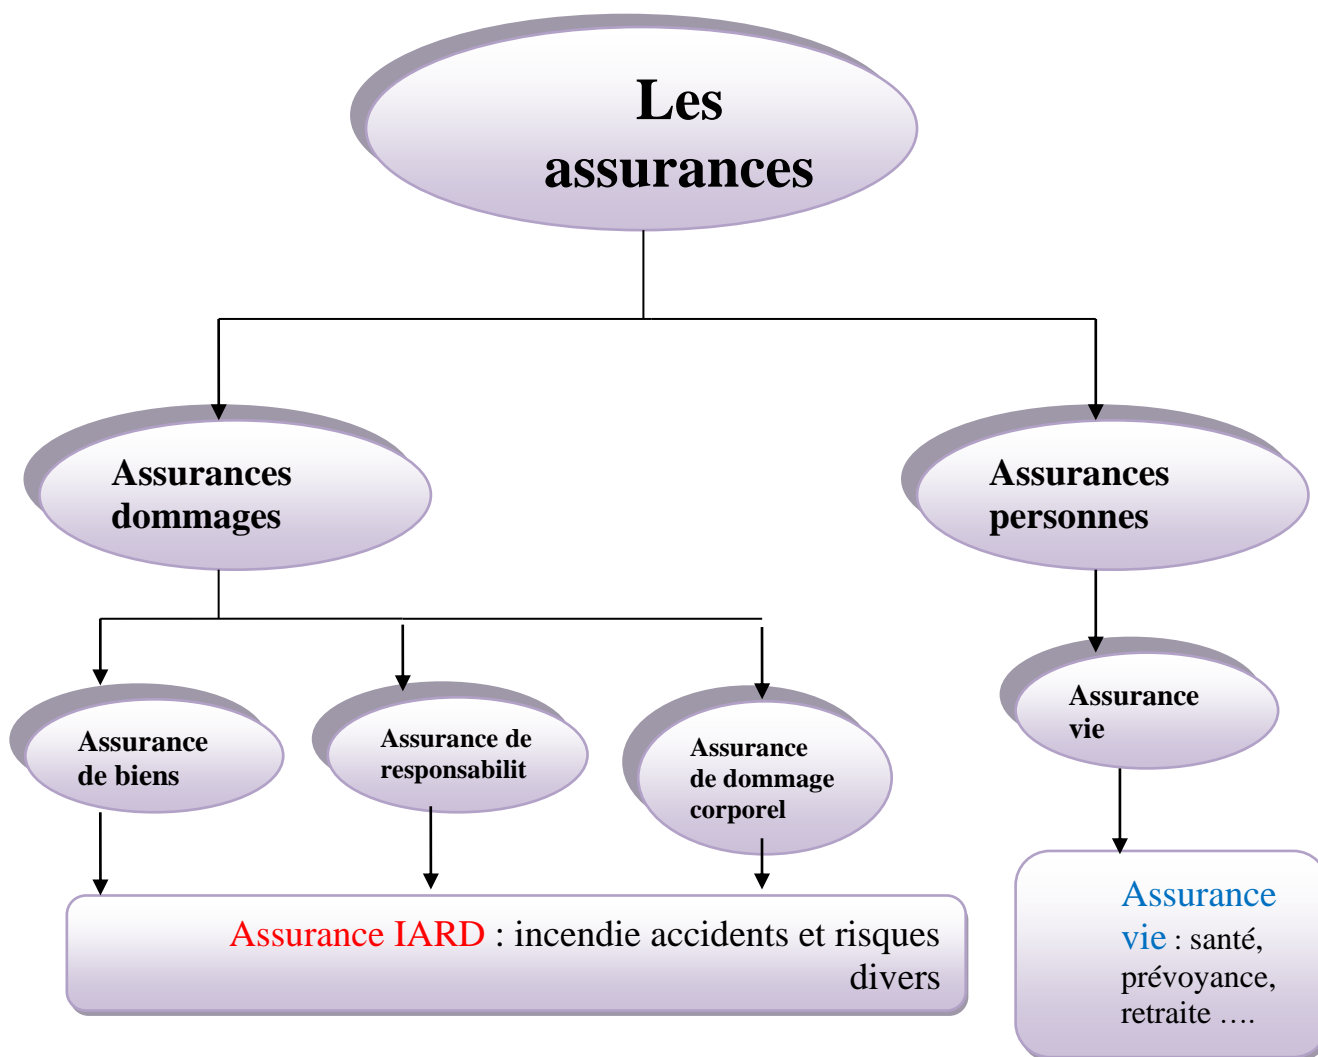 Les
assurances
Assurances
dommages
Assurances
personnes
Assurance
de biens
Assurance de
responsabilit
Assurance
de dommage
corporel
Assurance
vie
Assurance IARD : incendie accidents et risques
divers
Assurance
vie : santé,
prévoyance,
retraite ….